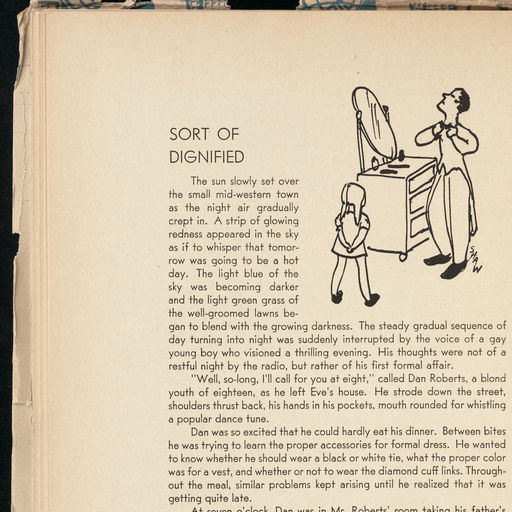 SORT OF
DIGNIFIED
The sun slowly set over
the small mid-western town
as the night air gradually
crept in. A strip of glowing
redness appeared in the sky
as if to whisper that tomor-
row was going to be a hot
day. The light blue of the
sky was becoming darker
and the light green grass of
the well-groomed lawns be-
gan to blend with the growing darkness. The steady gradual sequence of
day turning into night was suddenly interrupted by the voice of a gay
young boy who visioned a thrilling evening. His thoughts were not of a
restful night by the radio, but rather of his first formal affair.
"Well, so-long, I'll call for you at eight," called Dan Roberts, a blond
youth of eighteen, as he left Eve's house. He strode down the street,
shoulders thrust back, his hands in his pockets, mouth rounded for whistling
a popular dance tune.
Dan was so excited that he could hardly eat his dinner. Between bites
he was trying to learn the proper accessories for formal dress. He wanted
to know whether he should wear a black or white tie, what the proper color
was for a vest, and whether or not to wear the diamond cuff links. Through-
out the meal, similar problems kept arising until he realized that it was
getting quite late.
At seven o'clock, Dan was in Mr. Roberts' room taking his father's
SHAW